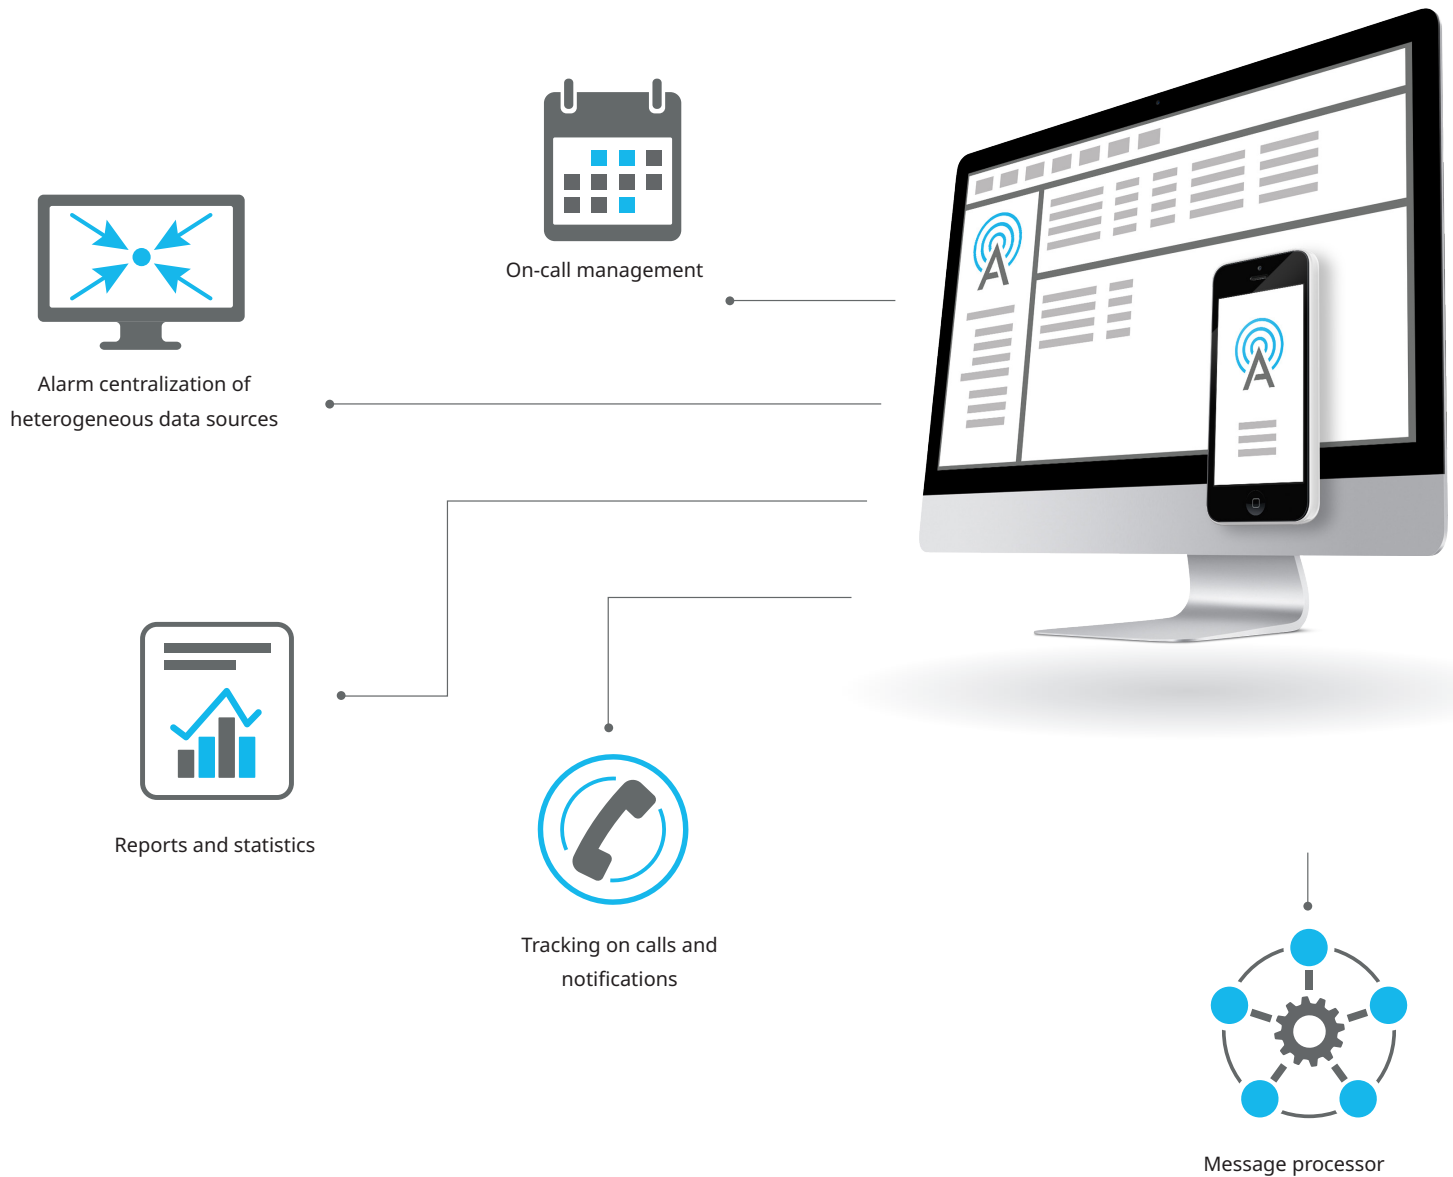 On-call management
Alarm centralization of
heterogeneous data sources
Reports and statistics
Tracking on calls and
notifications
Message processor